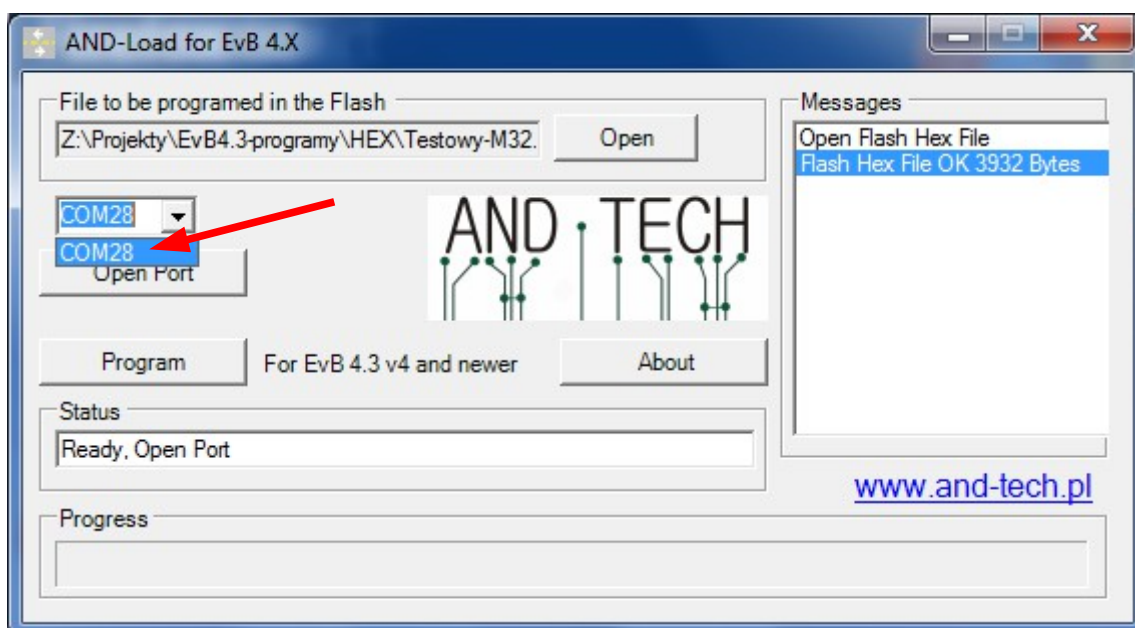 AND-Load for EvB 4.X
File to be programed in the Flash
Z:\Projekty\EvB4.3-programy\HEX\Testowy-M32.
Open
Messages
Open Flash Hex File
Flash Hex File OK 3932 Bytes
COM28
COM28
Open Port
AND TECH
Program
For EvB 4.3 v4 and newer
About
Status
Ready, Open Port
www.and-tech.pl
Progress